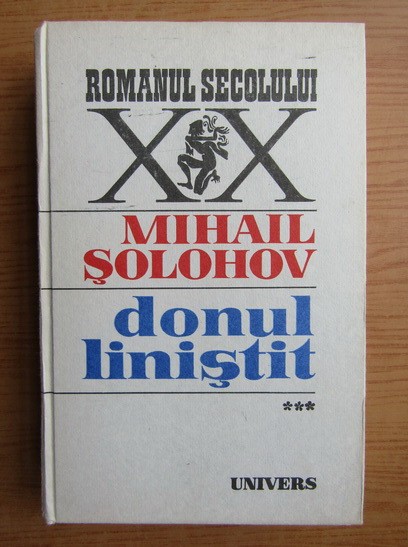 ROMANUL SECOLULUI
XX
MIHAIL
ŞOLOHOV
donul
liniştit
***
UNIVERS